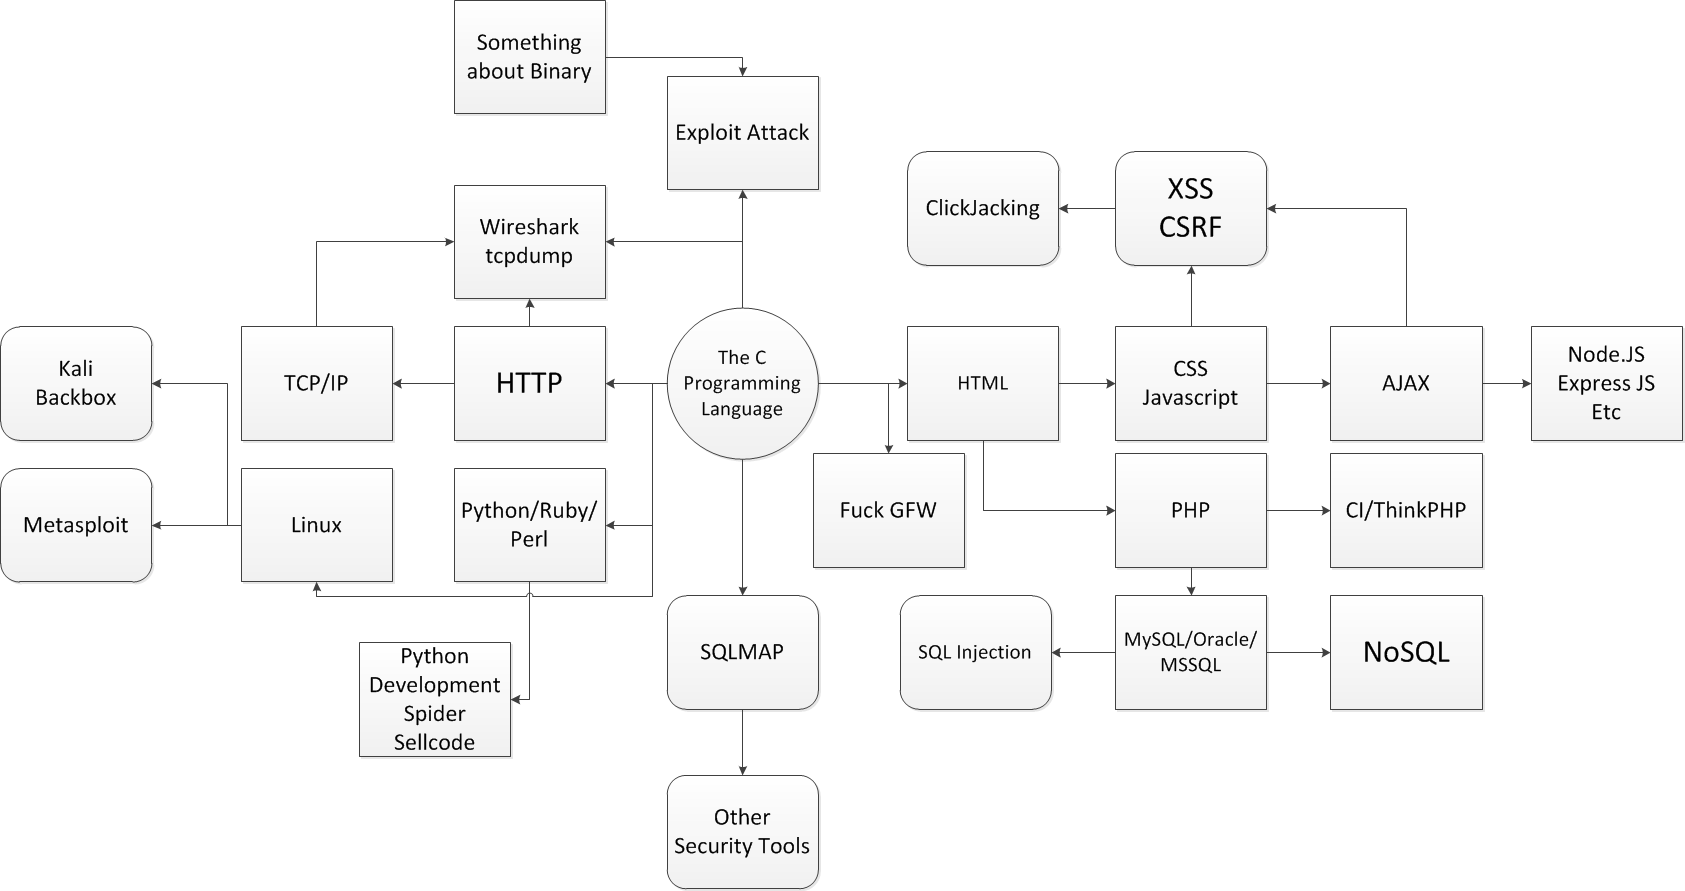 Something
about Binary
Exploit Attack
Wireshark
tcpdump
ClickJacking
XSS
CSRF
Kali
Backbox
TCP/IP
HTTP
The C
Programming
Language
HTML
CSS
Javascript
AJAX
Node.JS
Express JS
Etc
Metasploit
Linux
Python/Ruby/
Perl
Fuck GFW
PHP
CI/ThinkPHP
Python
Development
Spider
Sellcode
SQLMAP
SQL Injection
MySQL/Oracle/
MSSQL
NoSQL
Other
Security Tools